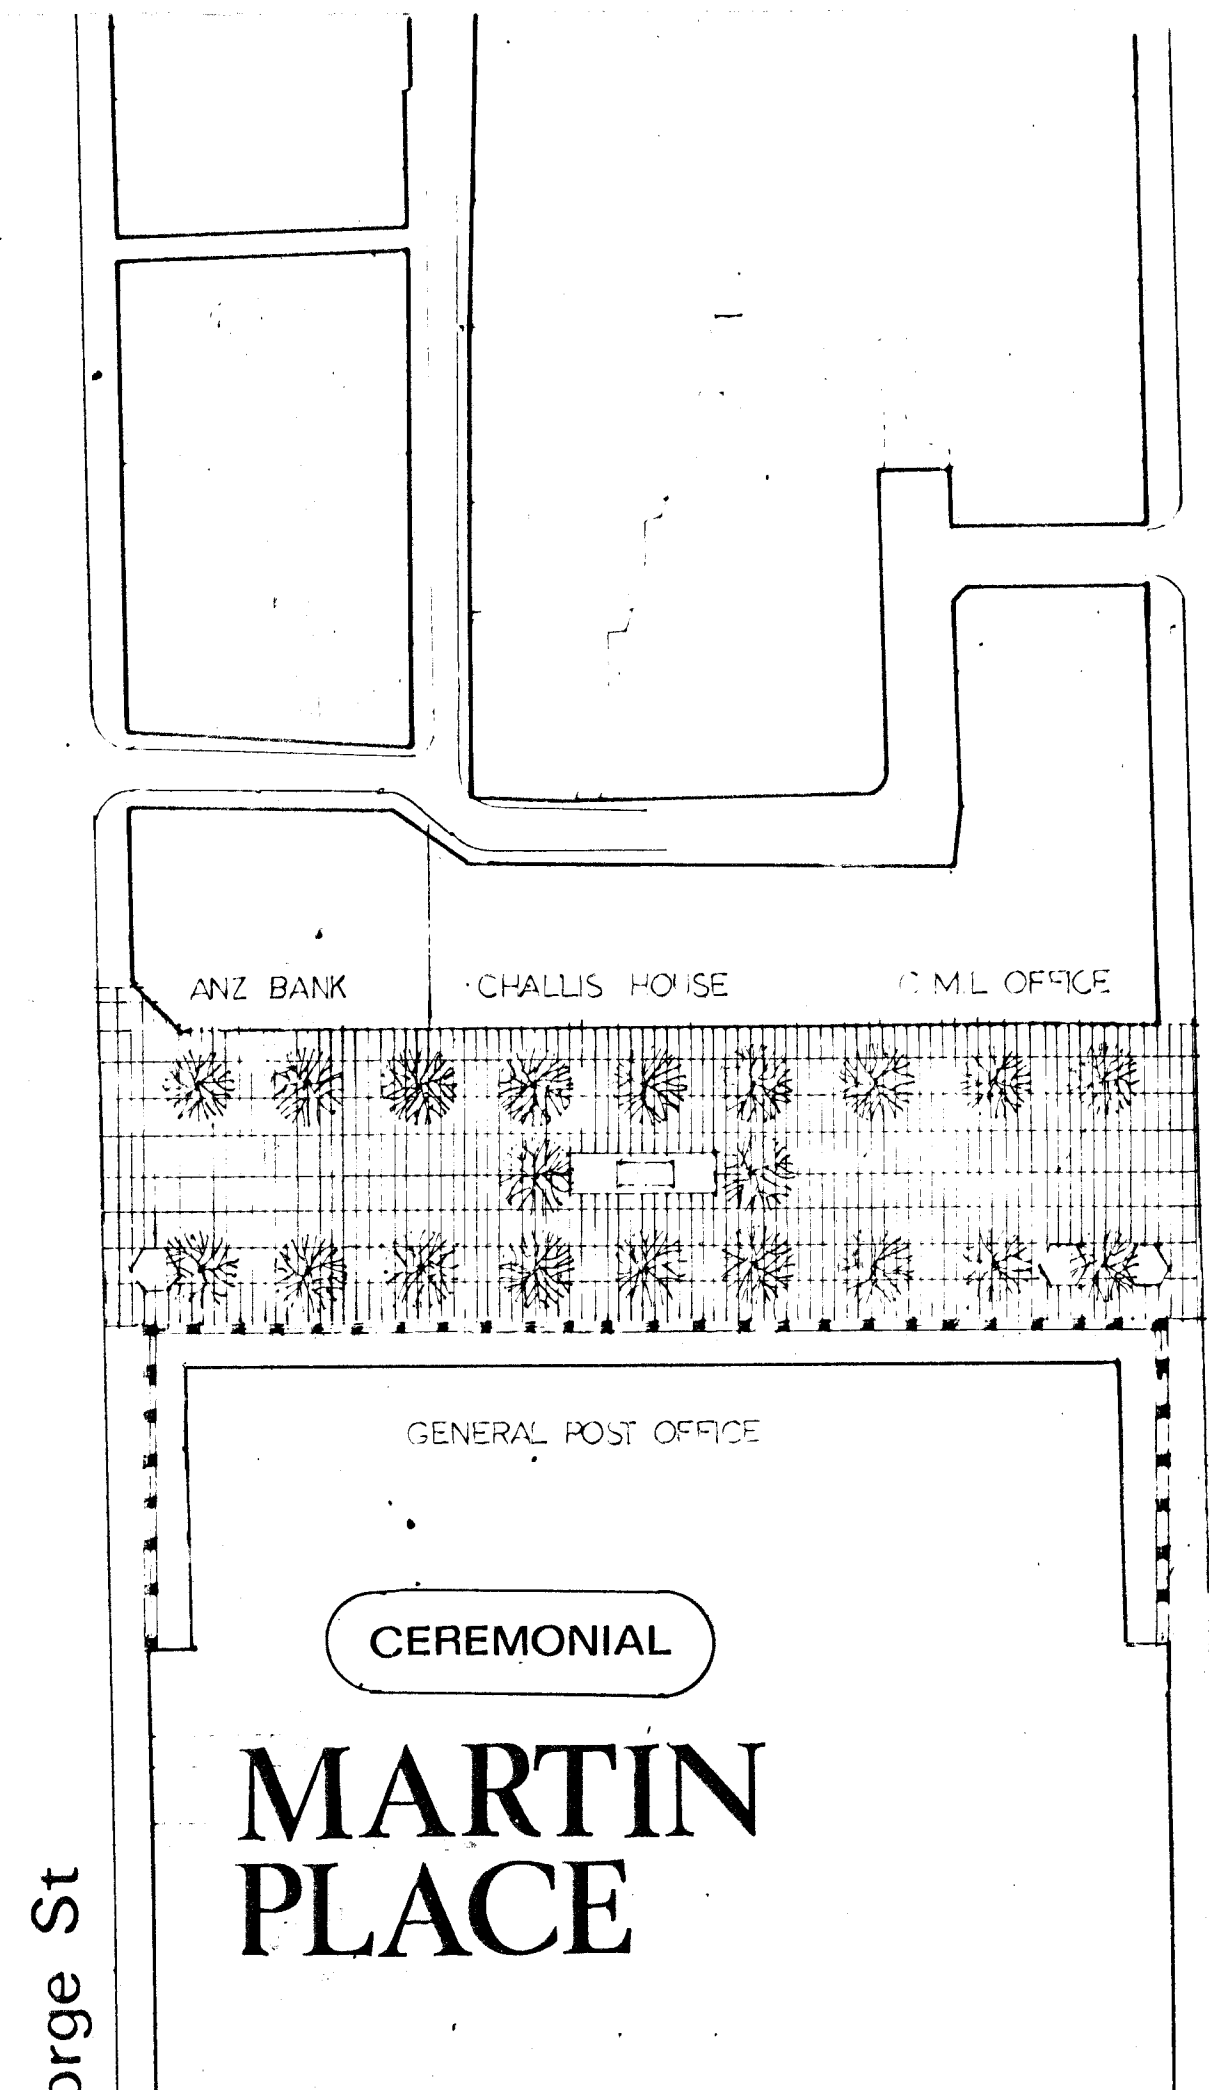 ANZ BANK
CHALLIS HOUSE
C.M.L OFFICE
GENERAL POST OFFICE
CEREMONIAL
MARTIN
PLACE
orge St